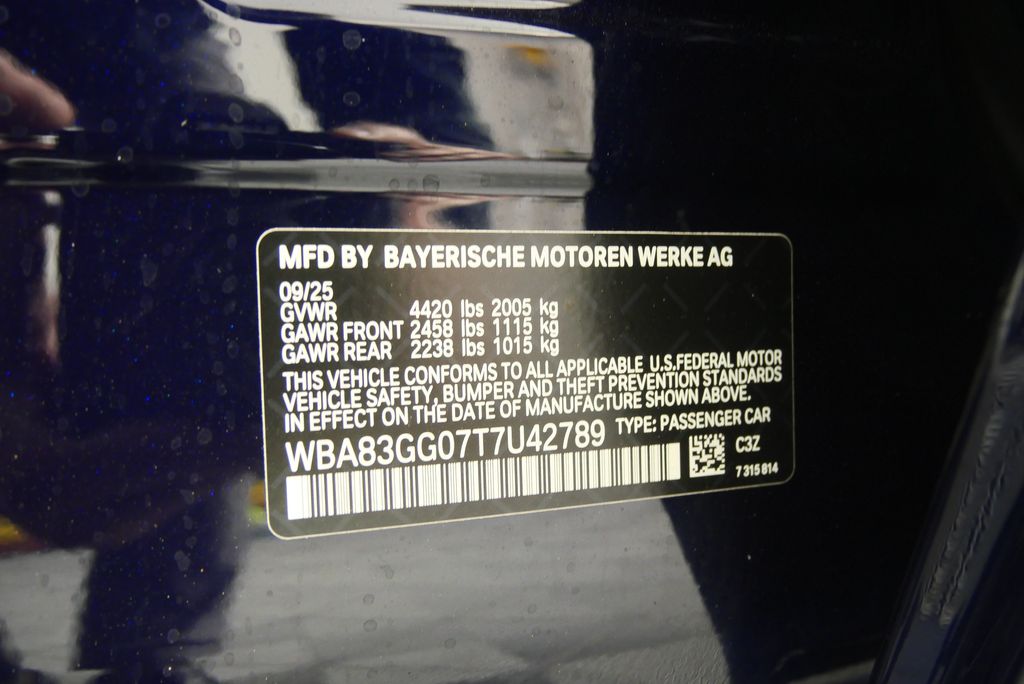 MFD BY BAYERISCHE MOTOREN WERKE AG
09/25
GVWR 4420 lbs 2005 kg
GAWR FRONT 2458 lbs 1115 kg
GAWR REAR 2238 lbs 1015 kg
THIS VEHICLE CONFORMS TO ALL APPLICABLE U.S.FEDERAL MOTOR
VEHICLE SAFETY, BUMPER AND THEFT PREVENTION STANDARDS
IN EFFECT ON THE DATE OF MANUFACTURE SHOWN ABOVE.
WBA83GG07T7U42789 TYPE: PASSENGER CAR
C3Z
7 315 814